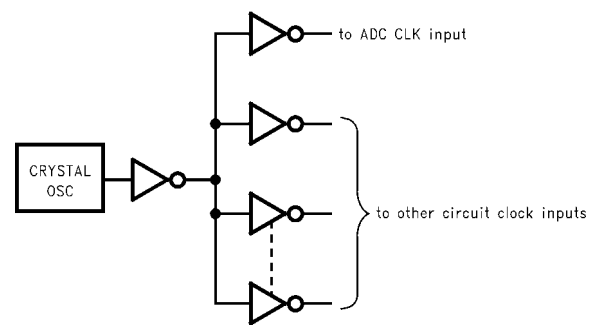 to ADC CLK input
CRYSTAL
OSC
to other circuit clock inputs